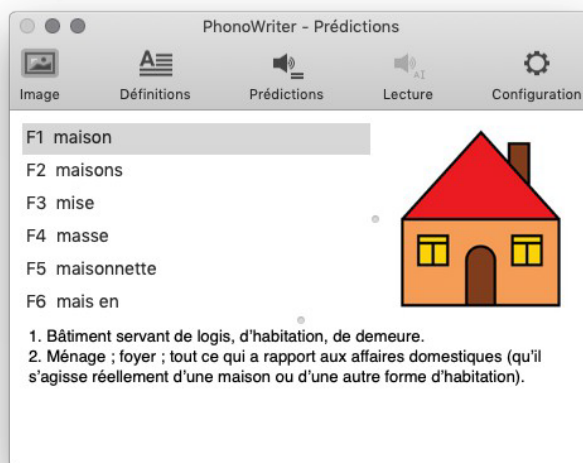 PhonoWriter - Prédictions
Image
Définitions
Prédictions
Lecture
Configuration
F1 maison
F2 maisons
F3 mise
F4 masse
F5 maisonnette
F6 mais en
1. Bâtiment servant de logis, d’habitation, de demeure.
2. Ménage ; foyer ; tout ce qui a rapport aux affaires domestiques (qu’il
s’agisse réellement d’une maison ou d’une autre forme d’habitation).